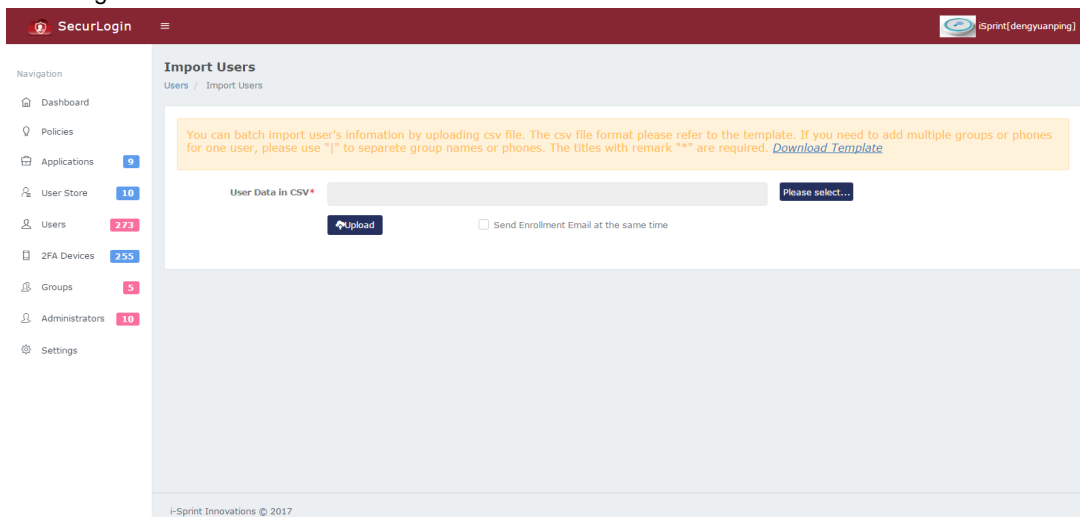 SecurLogin
iSprint[dengyuanping]
Navigation
Dashboard
Policies
Applications 9
User Store 10
Users 273
2FA Devices 255
Groups 5
Administrators 10
Settings
Import Users
Users / Import Users
You can batch import user's infomation by uploading csv file. The csv file format please refer to the template. If you need to add multiple groups or phones
for one user, please use "|" to separete group names or phones. The titles with remark "*" are required. Download Template
User Data in CSV*
Please select...
Upload
Send Enrollment Email at the same time
i-Sprint Innovations © 2017